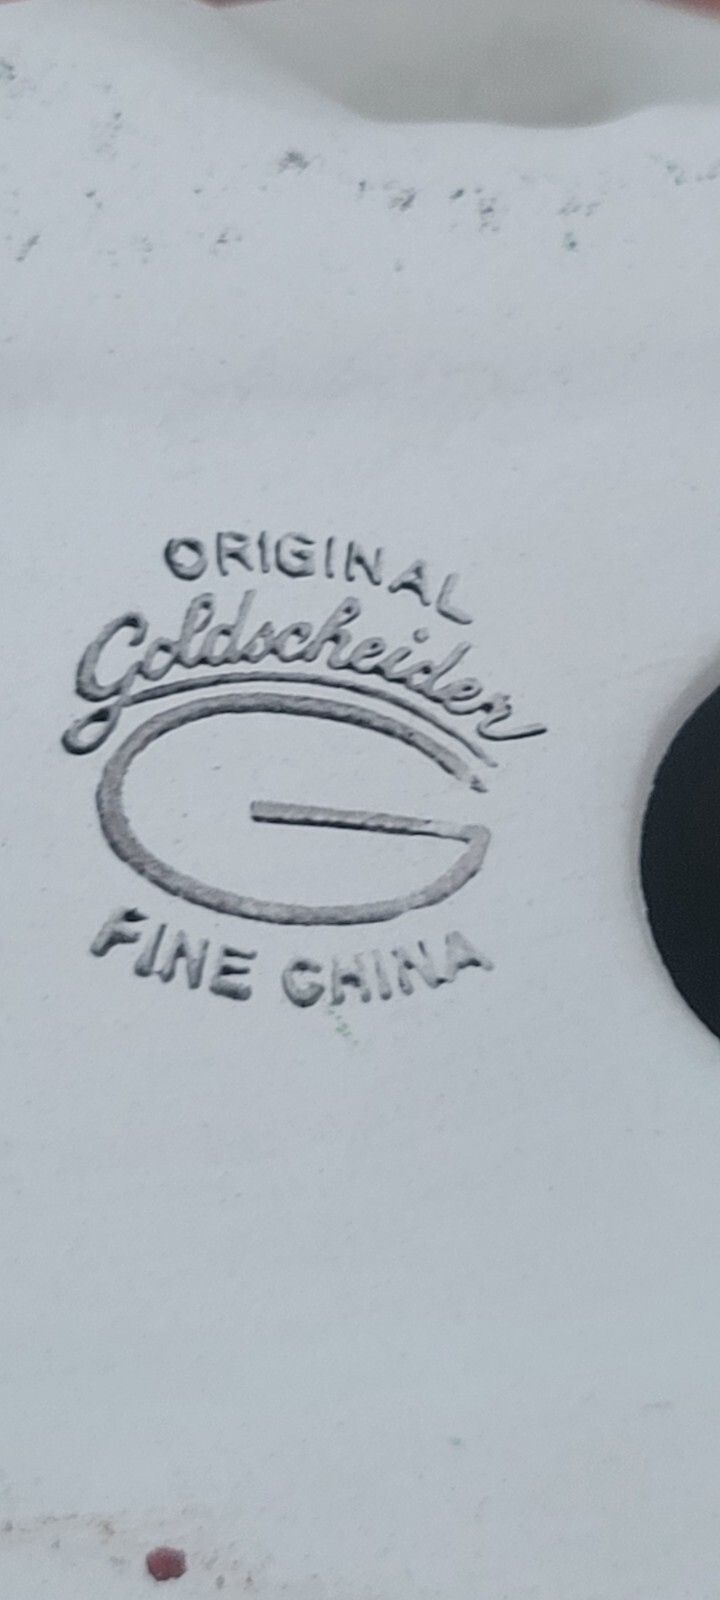 ORIGINAL
Goldscheider
G
FINE CHINA